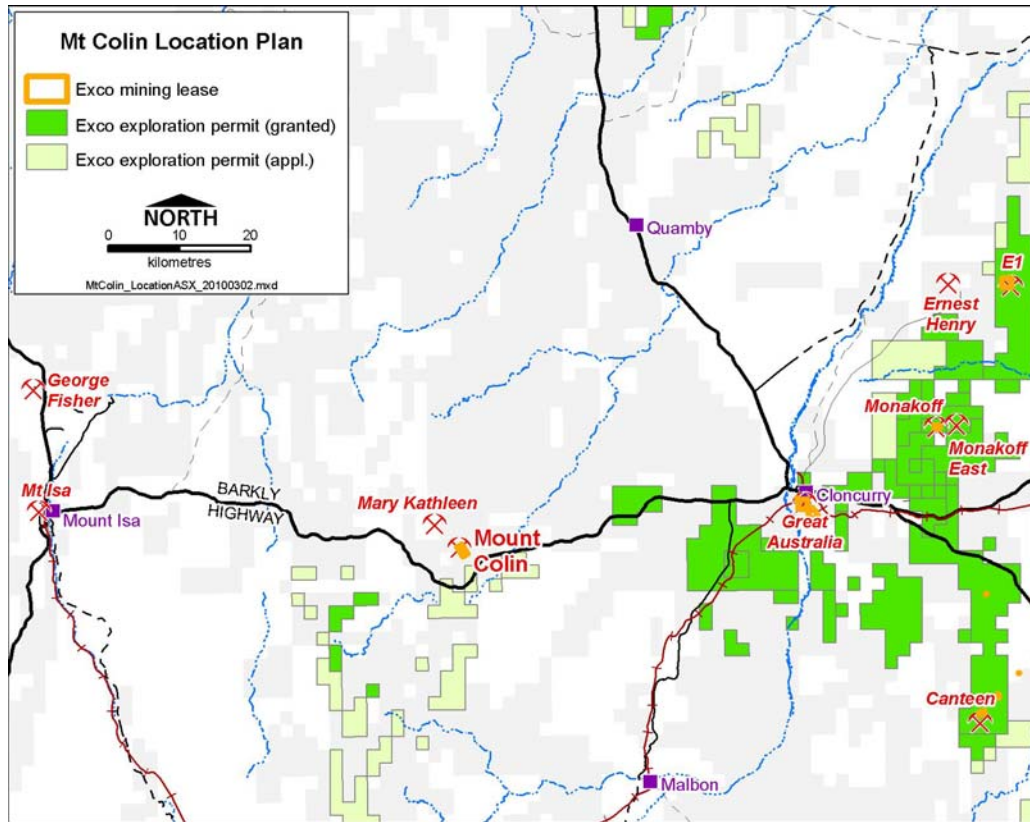 Mt Colin Location Plan
Exco mining lease
Exco exploration permit (granted)
Exco exploration permit (appl.)
NORTH
0 10 20
kilometres
MtColin_LocationASX_20100302.mxd
Quamby
E1
Ernest
Henry
George
Fisher
Monakoff
Monakoff
East
Mt Isa
Mount Isa
BARKLY
HIGHWAY
Mary Kathleen
Mount
Colin
Cloncurry
Great
Australia
Canteen
Malbon